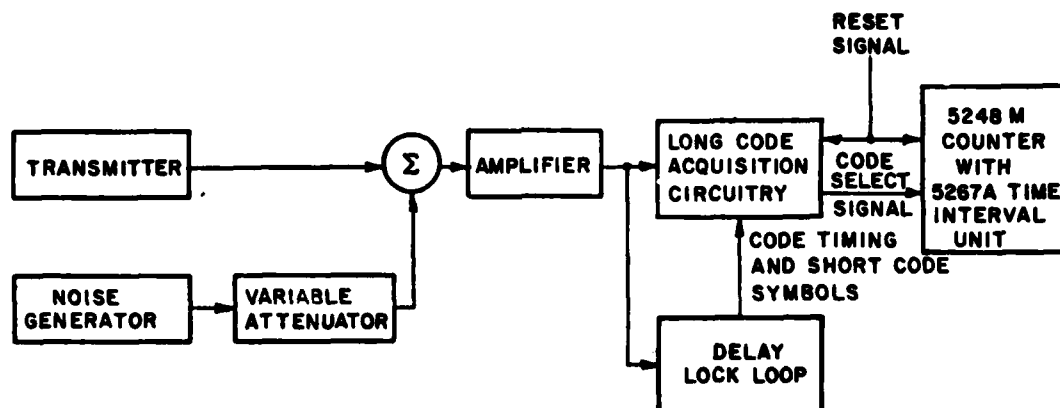 RESET
SIGNAL
TRANSMITTER
Σ
AMPLIFIER
LONG CODE
ACQUISITION
CIRCUITRY
CODE
SELECT
SIGNAL
5248 M
COUNTER
WITH
5267A TIME
INTERVAL
UNIT
NOISE
GENERATOR
VARIABLE
ATTENUATOR
CODE TIMING
AND SHORT CODE
SYMBOLS
DELAY
LOCK LOOP